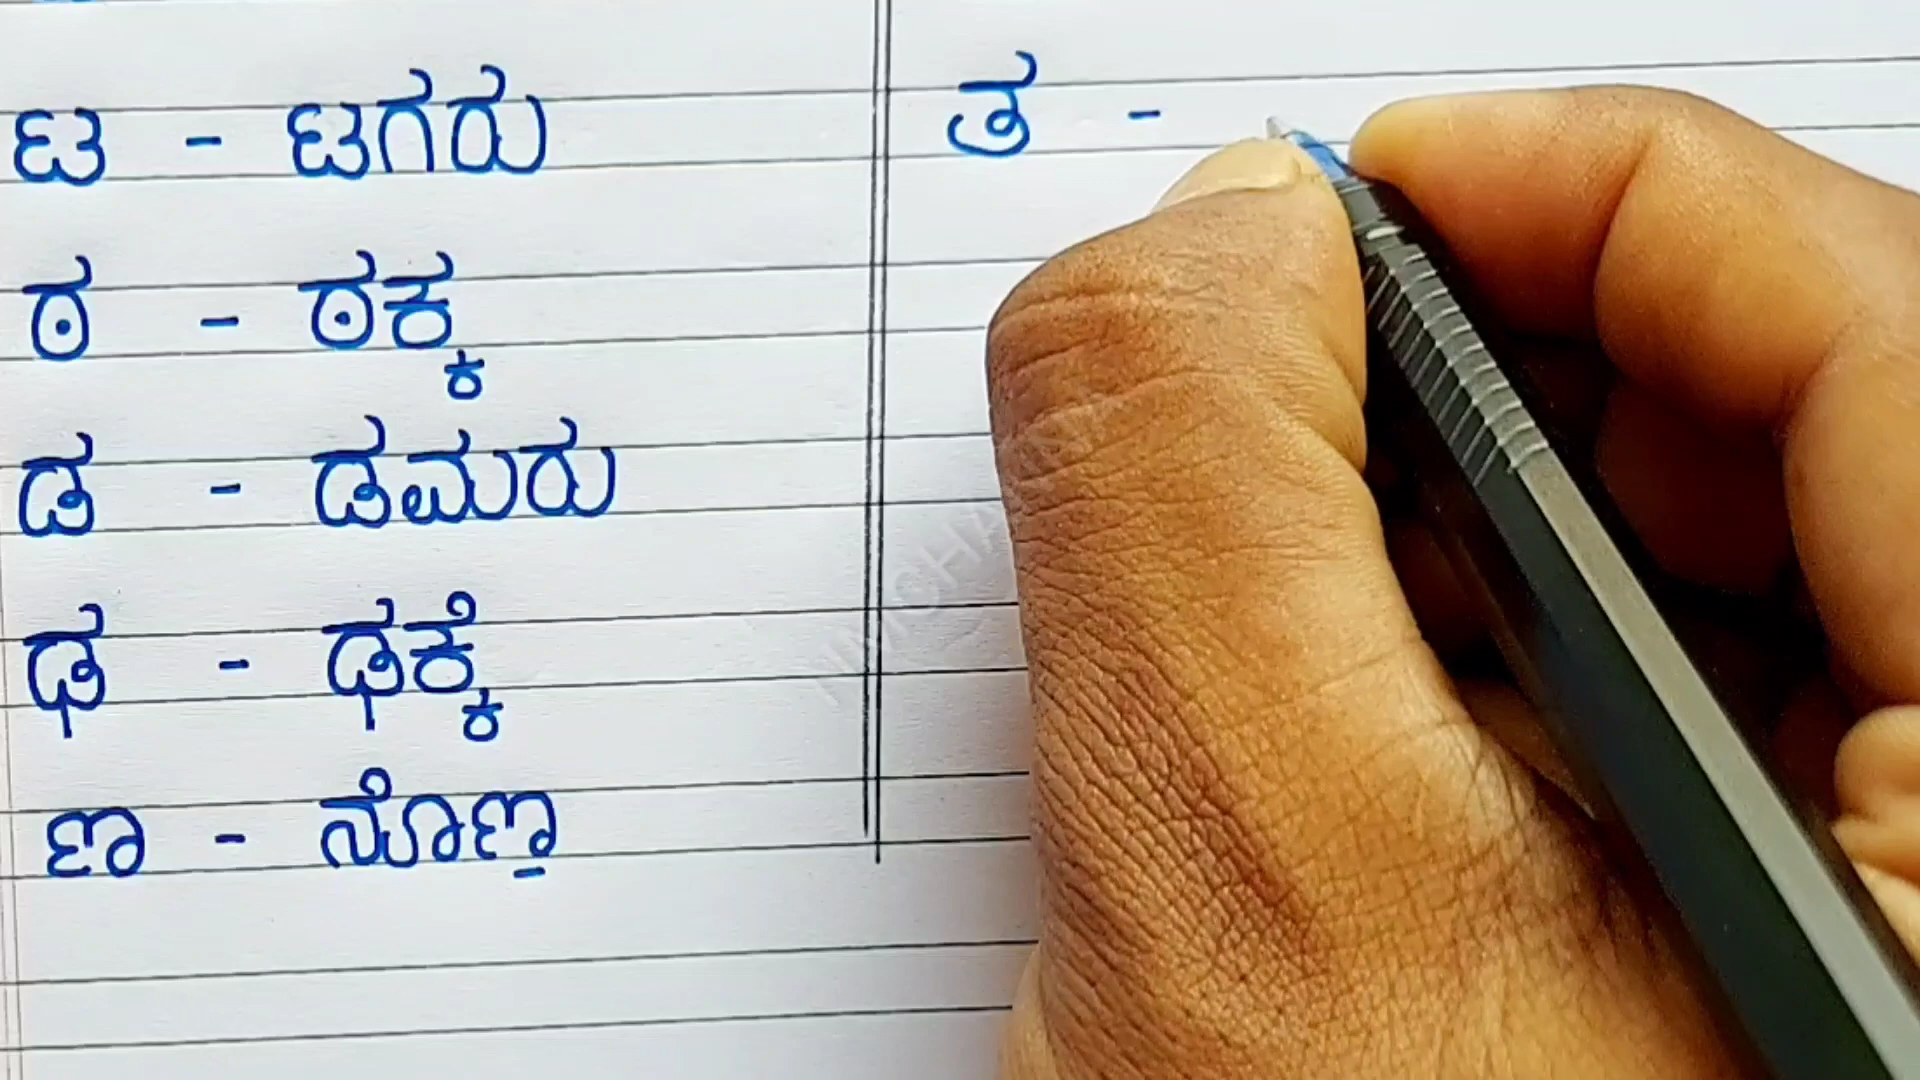 ಟ - ಟಗರು
ಠ - ಠಕ್ಕ
ಡ - ಡಮರು
ಢ - ಢಕ್ಕೆ
ಣ - ನೊಣ
ತ -